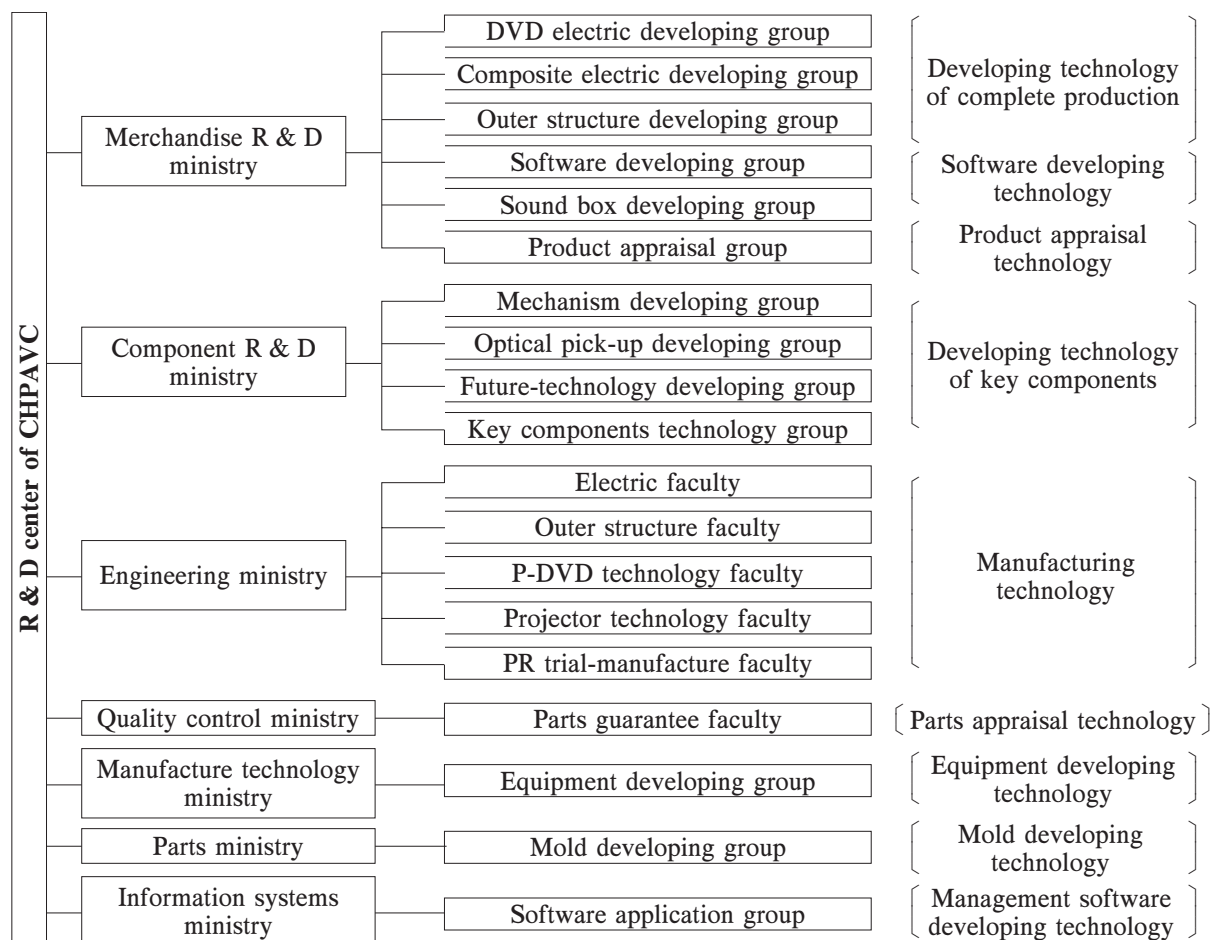 R & D center of CHPAVC
Merchandise R & D
ministry
DVD electric developing group
Composite electric developing group
Outer structure developing group
Software developing group
Sound box developing group
Product appraisal group
Developing technology
of complete production
Software developing
technology
Product appraisal
technology
Component R & D
ministry
Mechanism developing group
Optical pick-up developing group
Future-technology developing group
Key components technology group
Developing technology
of key components
Engineering ministry
Electric faculty
Outer structure faculty
P-DVD technology faculty
Projector technology faculty
PR trial-manufacture faculty
Manufacturing
technology
Quality control ministry
Parts guarantee faculty
Parts appraisal technology
Manufacture technology
ministry
Equipment developing group
Equipment developing
technology
Parts ministry
Mold developing group
Mold developing
technology
Information systems
ministry
Software application group
Management software
developing technology